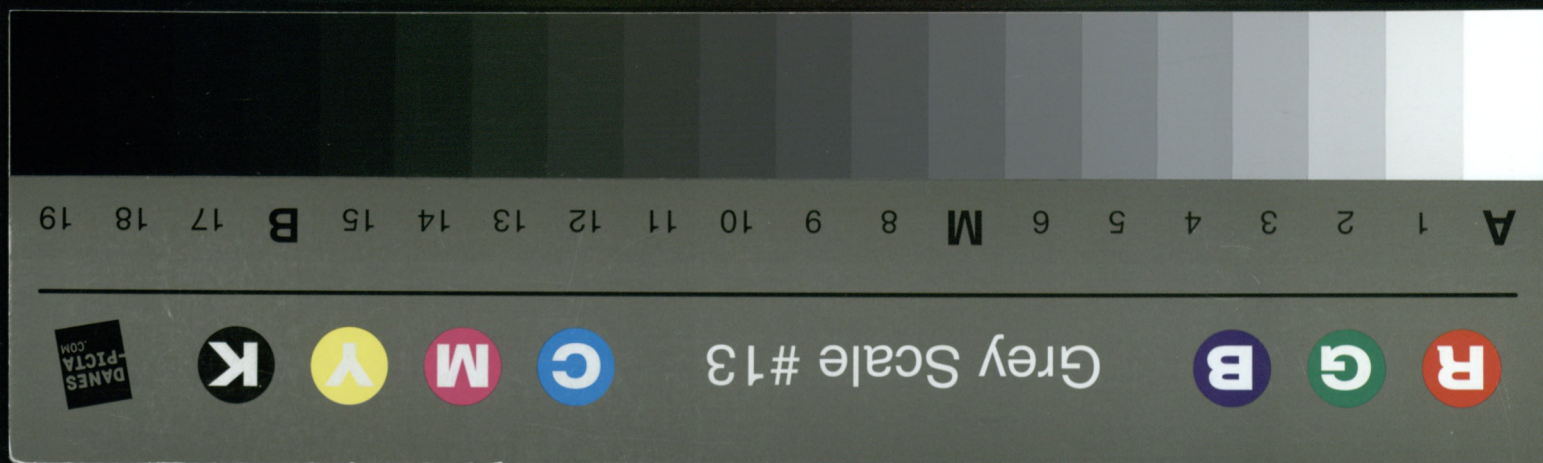 R G B Grey Scale #13 C M Y K
DANES
-PICTA
.COM
A 1 2 3 4 5 6 M 8 9 10 11 12 13 14 15 B 17 18 19